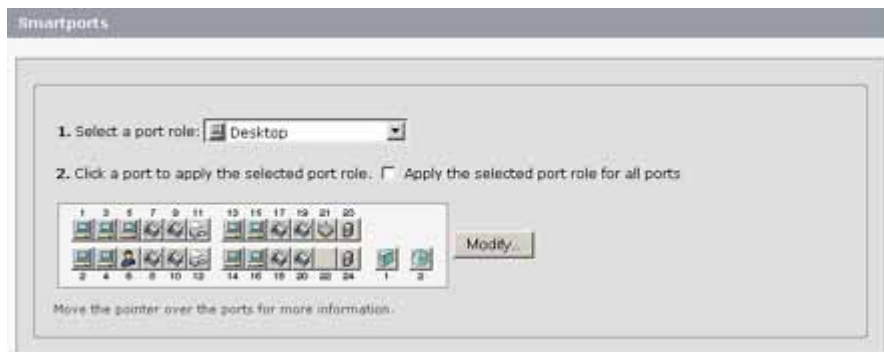 Smartports
1. Select a port role: Desktop
2. Click a port to apply the selected port role. Apply the selected port role for all ports
1 3 5 7 9 11 13 15 17 19 21 23
Modify...
2 4 6 8 10 12 14 16 18 20 22 24 1 2
Move the pointer over the ports for more information.